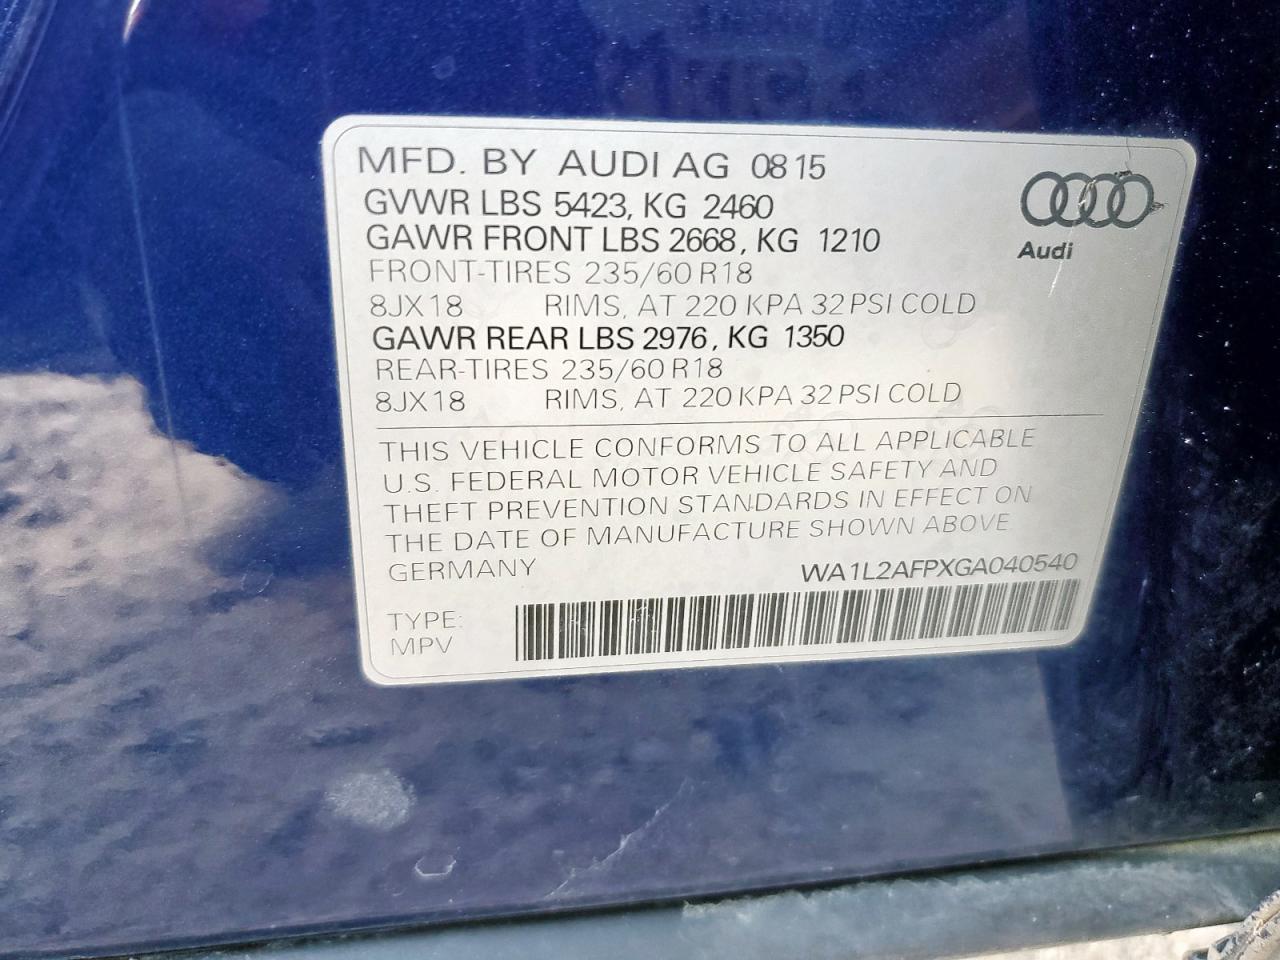 MFD. BY AUDI AG 08 15
GVWR LBS 5423, KG 2460
GAWR FRONT LBS 2668, KG 1210
FRONT-TIRES 235/60 R18
8JX18 RIMS, AT 220 KPA 32 PSI COLD
GAWR REAR LBS 2976, KG 1350
REAR-TIRES 235/60 R18
8JX18 RIMS, AT 220 KPA 32 PSI COLD
Audi
THIS VEHICLE CONFORMS TO ALL APPLICABLE
U.S. FEDERAL MOTOR VEHICLE SAFETY AND
THEFT PREVENTION STANDARDS IN EFFECT ON
THE DATE OF MANUFACTURE SHOWN ABOVE
GERMANY WA1L2AFPXGA040540
TYPE:
MPV